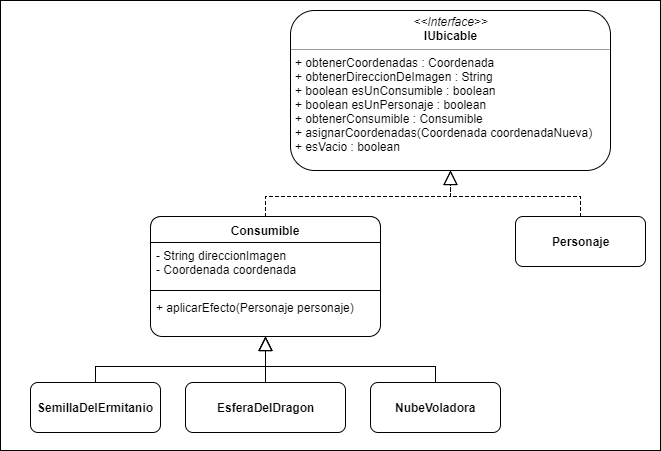 <<Interface>>
IUbicable
+ obtenerCoordenadas : Coordenada
+ obtenerDireccionDeImagen : String
+ boolean esUnConsumible : boolean
+ boolean esUnPersonaje : boolean
+ obtenerConsumible : Consumible
+ asignarCoordenadas(Coordenada coordenadaNueva)
+ esVacio : boolean
Consumible
- String direccionImagen
- Coordenada coordenada
+ aplicarEfecto(Personaje personaje)
Personaje
SemillaDelErmitanio
EsferaDelDragon
NubeVoladora